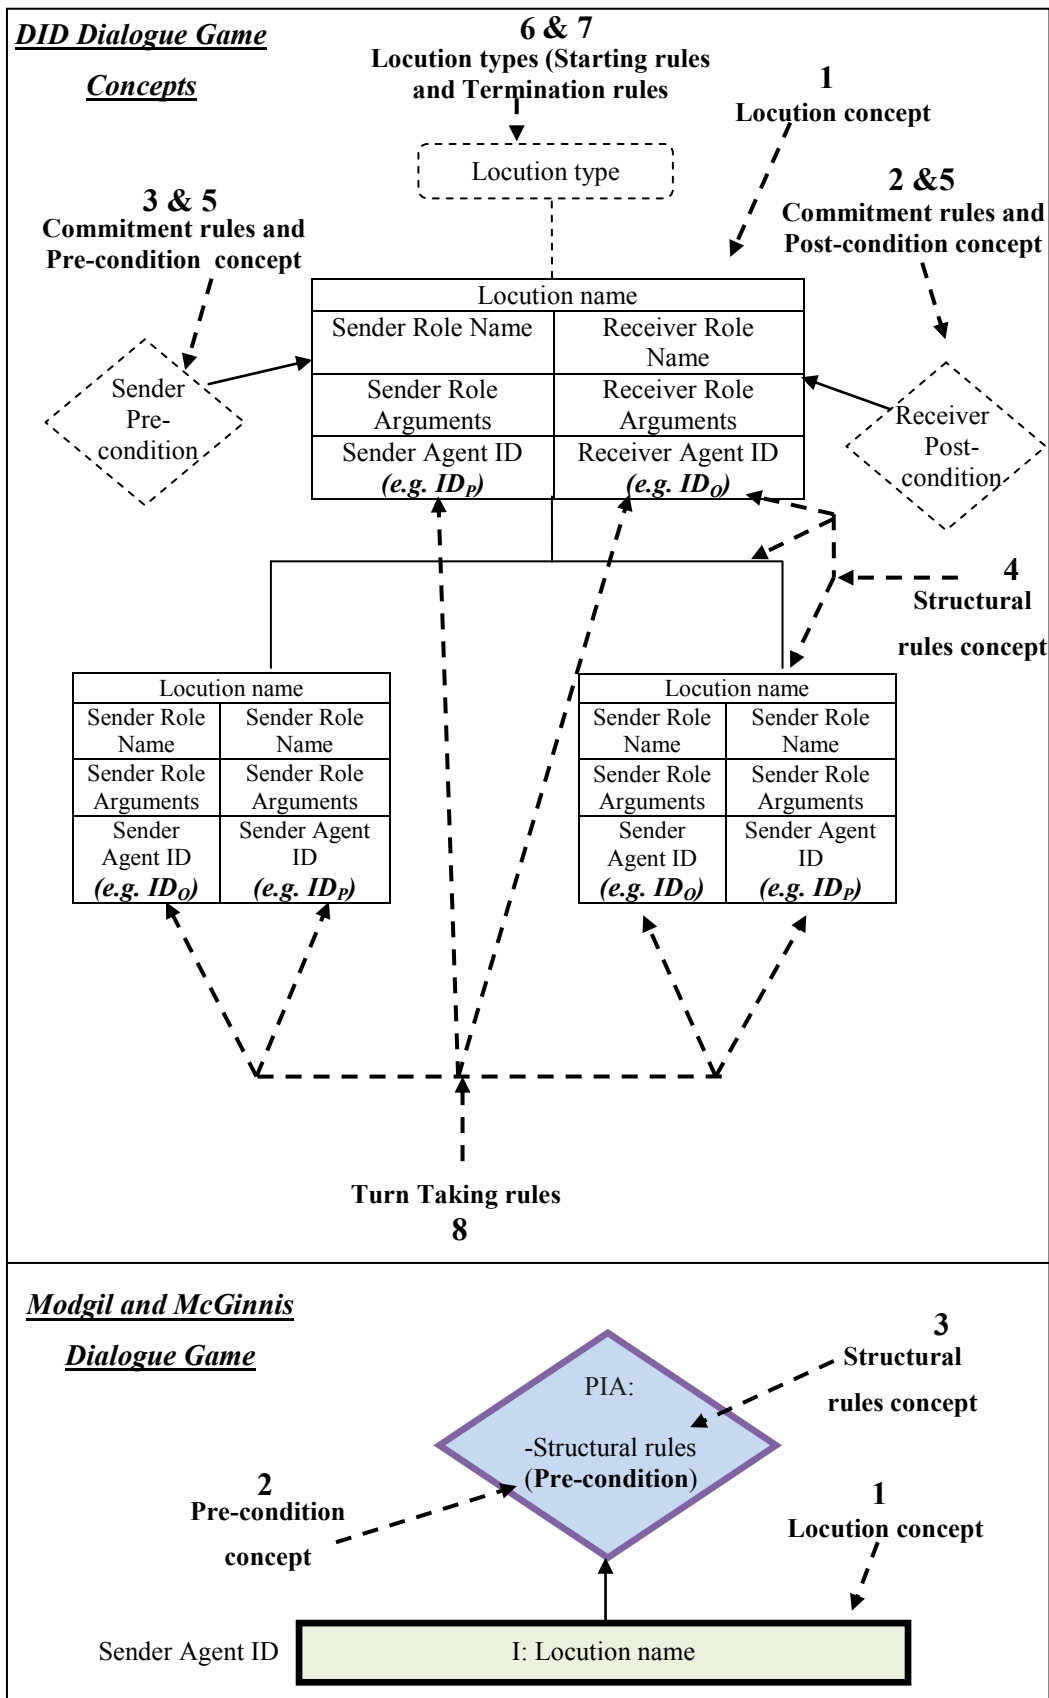 DID Dialogue Game
Concepts
6 & 7
Locution types (Starting rules
and Termination rules
1
Locution concept
Locution type
3 & 5
Commitment rules and
Pre-condition concept
2 &5
Commitment rules and
Post-condition concept
Locution name
Sender Role Name
Receiver Role
Name
Sender Role
Arguments
Receiver Role
Arguments
Sender Agent ID
(e.g. IDP)
Receiver Agent ID
(e.g. IDO)
Sender
Pre-
condition
Receiver
Post-
condition
4
Structural
rules concept
Locution name
Sender Role
Name
Sender Role
Name
Sender Role
Arguments
Sender Role
Arguments
Sender
Agent ID
(e.g. IDO)
Sender Agent
ID
(e.g. IDP)
Locution name
Sender Role
Name
Sender Role
Name
Sender Role
Arguments
Sender Role
Arguments
Sender
Agent ID
(e.g. IDO)
Sender Agent
ID
(e.g. IDP)
Turn Taking rules
8
Modgil and McGinnis
Dialogue Game
3
Structural
rules concept
PIA:
-Structural rules
(Pre-condition)
2
Pre-condition
concept
1
Locution concept
Sender Agent ID
I: Locution name